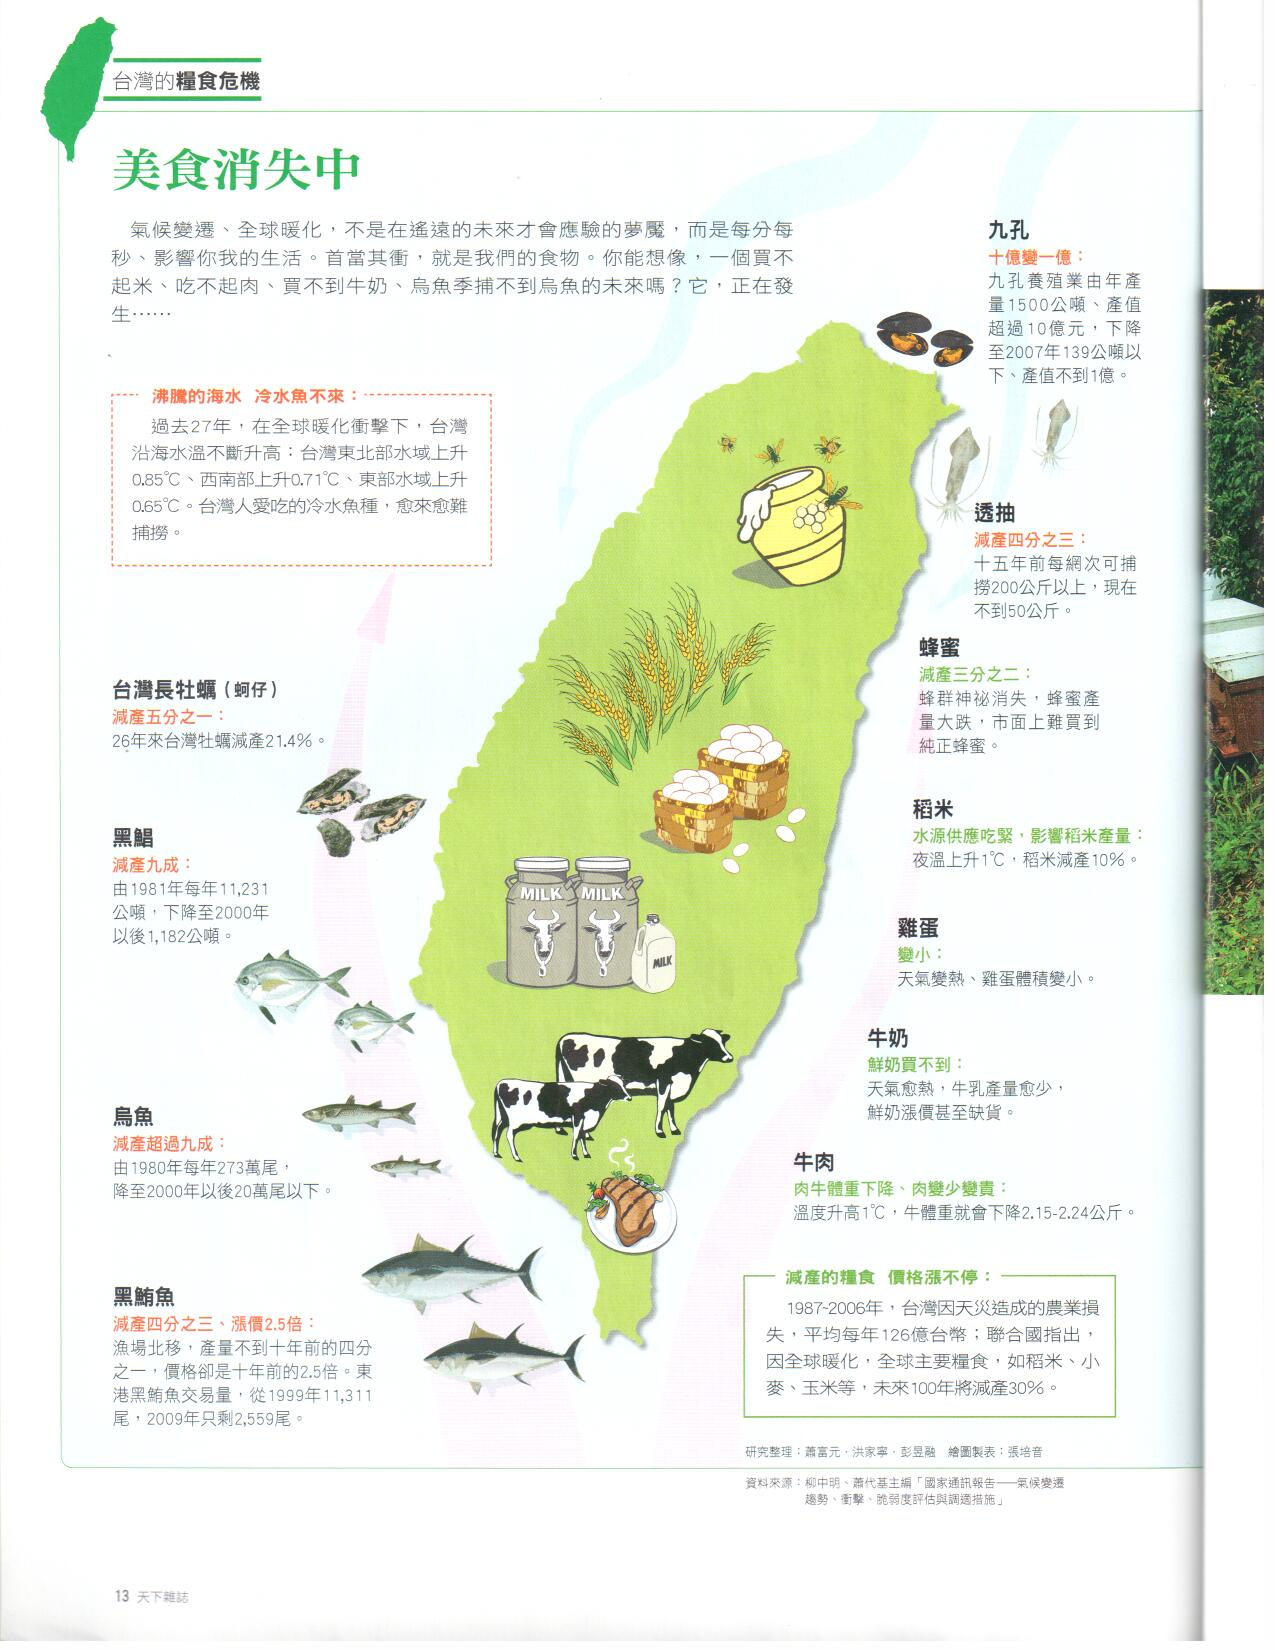 台灣的糧食危機
美食消失中
氣候變遷、全球暖化，不是在遙遠的未來才會應驗的夢魘，而是每分每
秒、影響你我的生活。首當其衝，就是我們的食物。你能想像，一個買不
起米、吃不起肉、買不到牛奶、烏魚季捕不到烏魚的未來嗎？它，正在發
生……
沸騰的海水 冷水魚不來：
過去27年，在全球暖化衝擊下，台灣
沿海水溫不斷升高：台灣東北部水域上升
0.85℃、西南部上升0.71℃、東部水域上升
0.65℃。台灣人愛吃的冷水魚種，愈來愈難
捕撈。
台灣長牡蠣（蚵仔）
減產五分之一：
26年來台灣牡蠣減產21.4%。
黑鯧
減產九成：
由1981年每年11,231
公噸，下降至2000年
以後1,182公噸。
烏魚
減產超過九成：
由1980年每年273萬尾，
降至2000年以後20萬尾以下。
黑鮪魚
減產四分之三、漲價2.5倍：
漁場北移，產量不到十年前的四分
之一，價格卻是十年前的2.5倍。東
港黑鮪魚交易量，從1999年11,311
尾，2009年只剩2,559尾。
九孔
十億變一億：
九孔養殖業由年產
量1500公噸、產值
超過10億元，下降
至2007年139公噸以
下、產值不到1億。
透抽
減產四分之三：
十五年前每網次可捕
撈200公斤以上，現在
不到50公斤。
蜂蜜
減產三分之二：
蜂群神祕消失，蜂蜜產
量大跌，市面上難買到
純正蜂蜜。
稻米
水源供應吃緊，影響稻米產量：
夜溫上升1℃，稻米減產10%。
雞蛋
變小：
天氣變熱、雞蛋體積變小。
MILK
MILK
MILK
牛奶
鮮奶買不到：
天氣愈熱，牛乳產量愈少，
鮮奶漲價甚至缺貨。
牛肉
肉牛體重下降、肉變少變貴：
溫度升高1℃，牛體重就會下降2.15-2.24公斤。
減產的糧食 價格漲不停：
1987~2006年，台灣因天災造成的農業損
失，平均每年126億台幣；聯合國指出，
因全球暖化，全球主要糧食，如稻米、小
麥、玉米等，未來100年將減產30%。
研究整理：蕭富元．洪家寧．彭昱融 繪圖製表：張培音
資料來源：柳中明、蕭代基主編「國家通訊報告——氣候變遷
趨勢、衝擊、脆弱度評估與調適措施」
13 天下雜誌